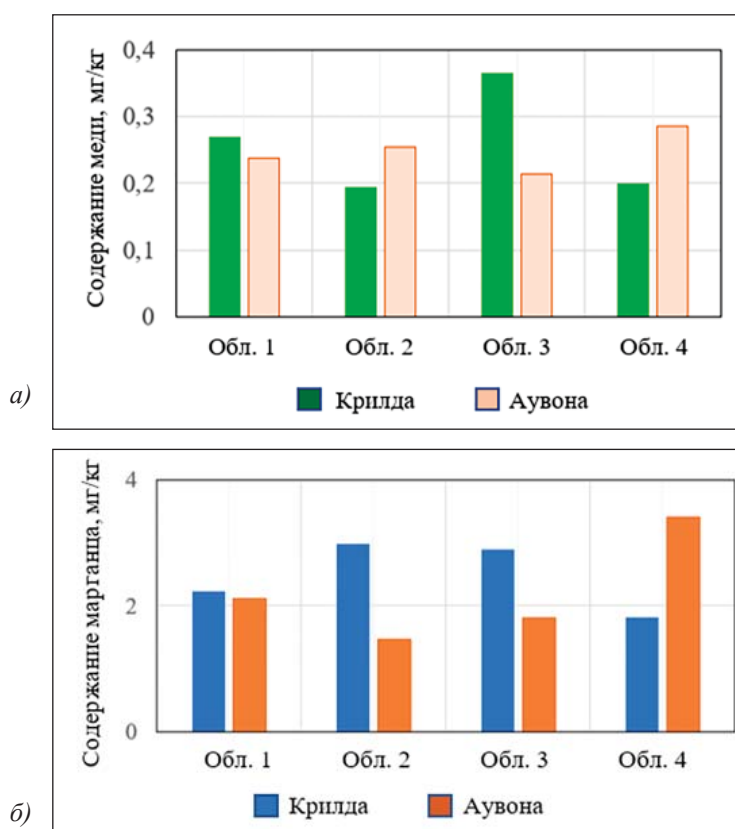 Содержание меди, мг/кг
0,4
0,3
0,2
0,1
0
Обл. 1 Обл. 2 Обл. 3 Обл. 4
Крилда Аувона
а)
Содержание марганца, мг/кг
4
2
0
Обл. 1 Обл. 2 Обл. 3 Обл. 4
Крилда Аувона
б)